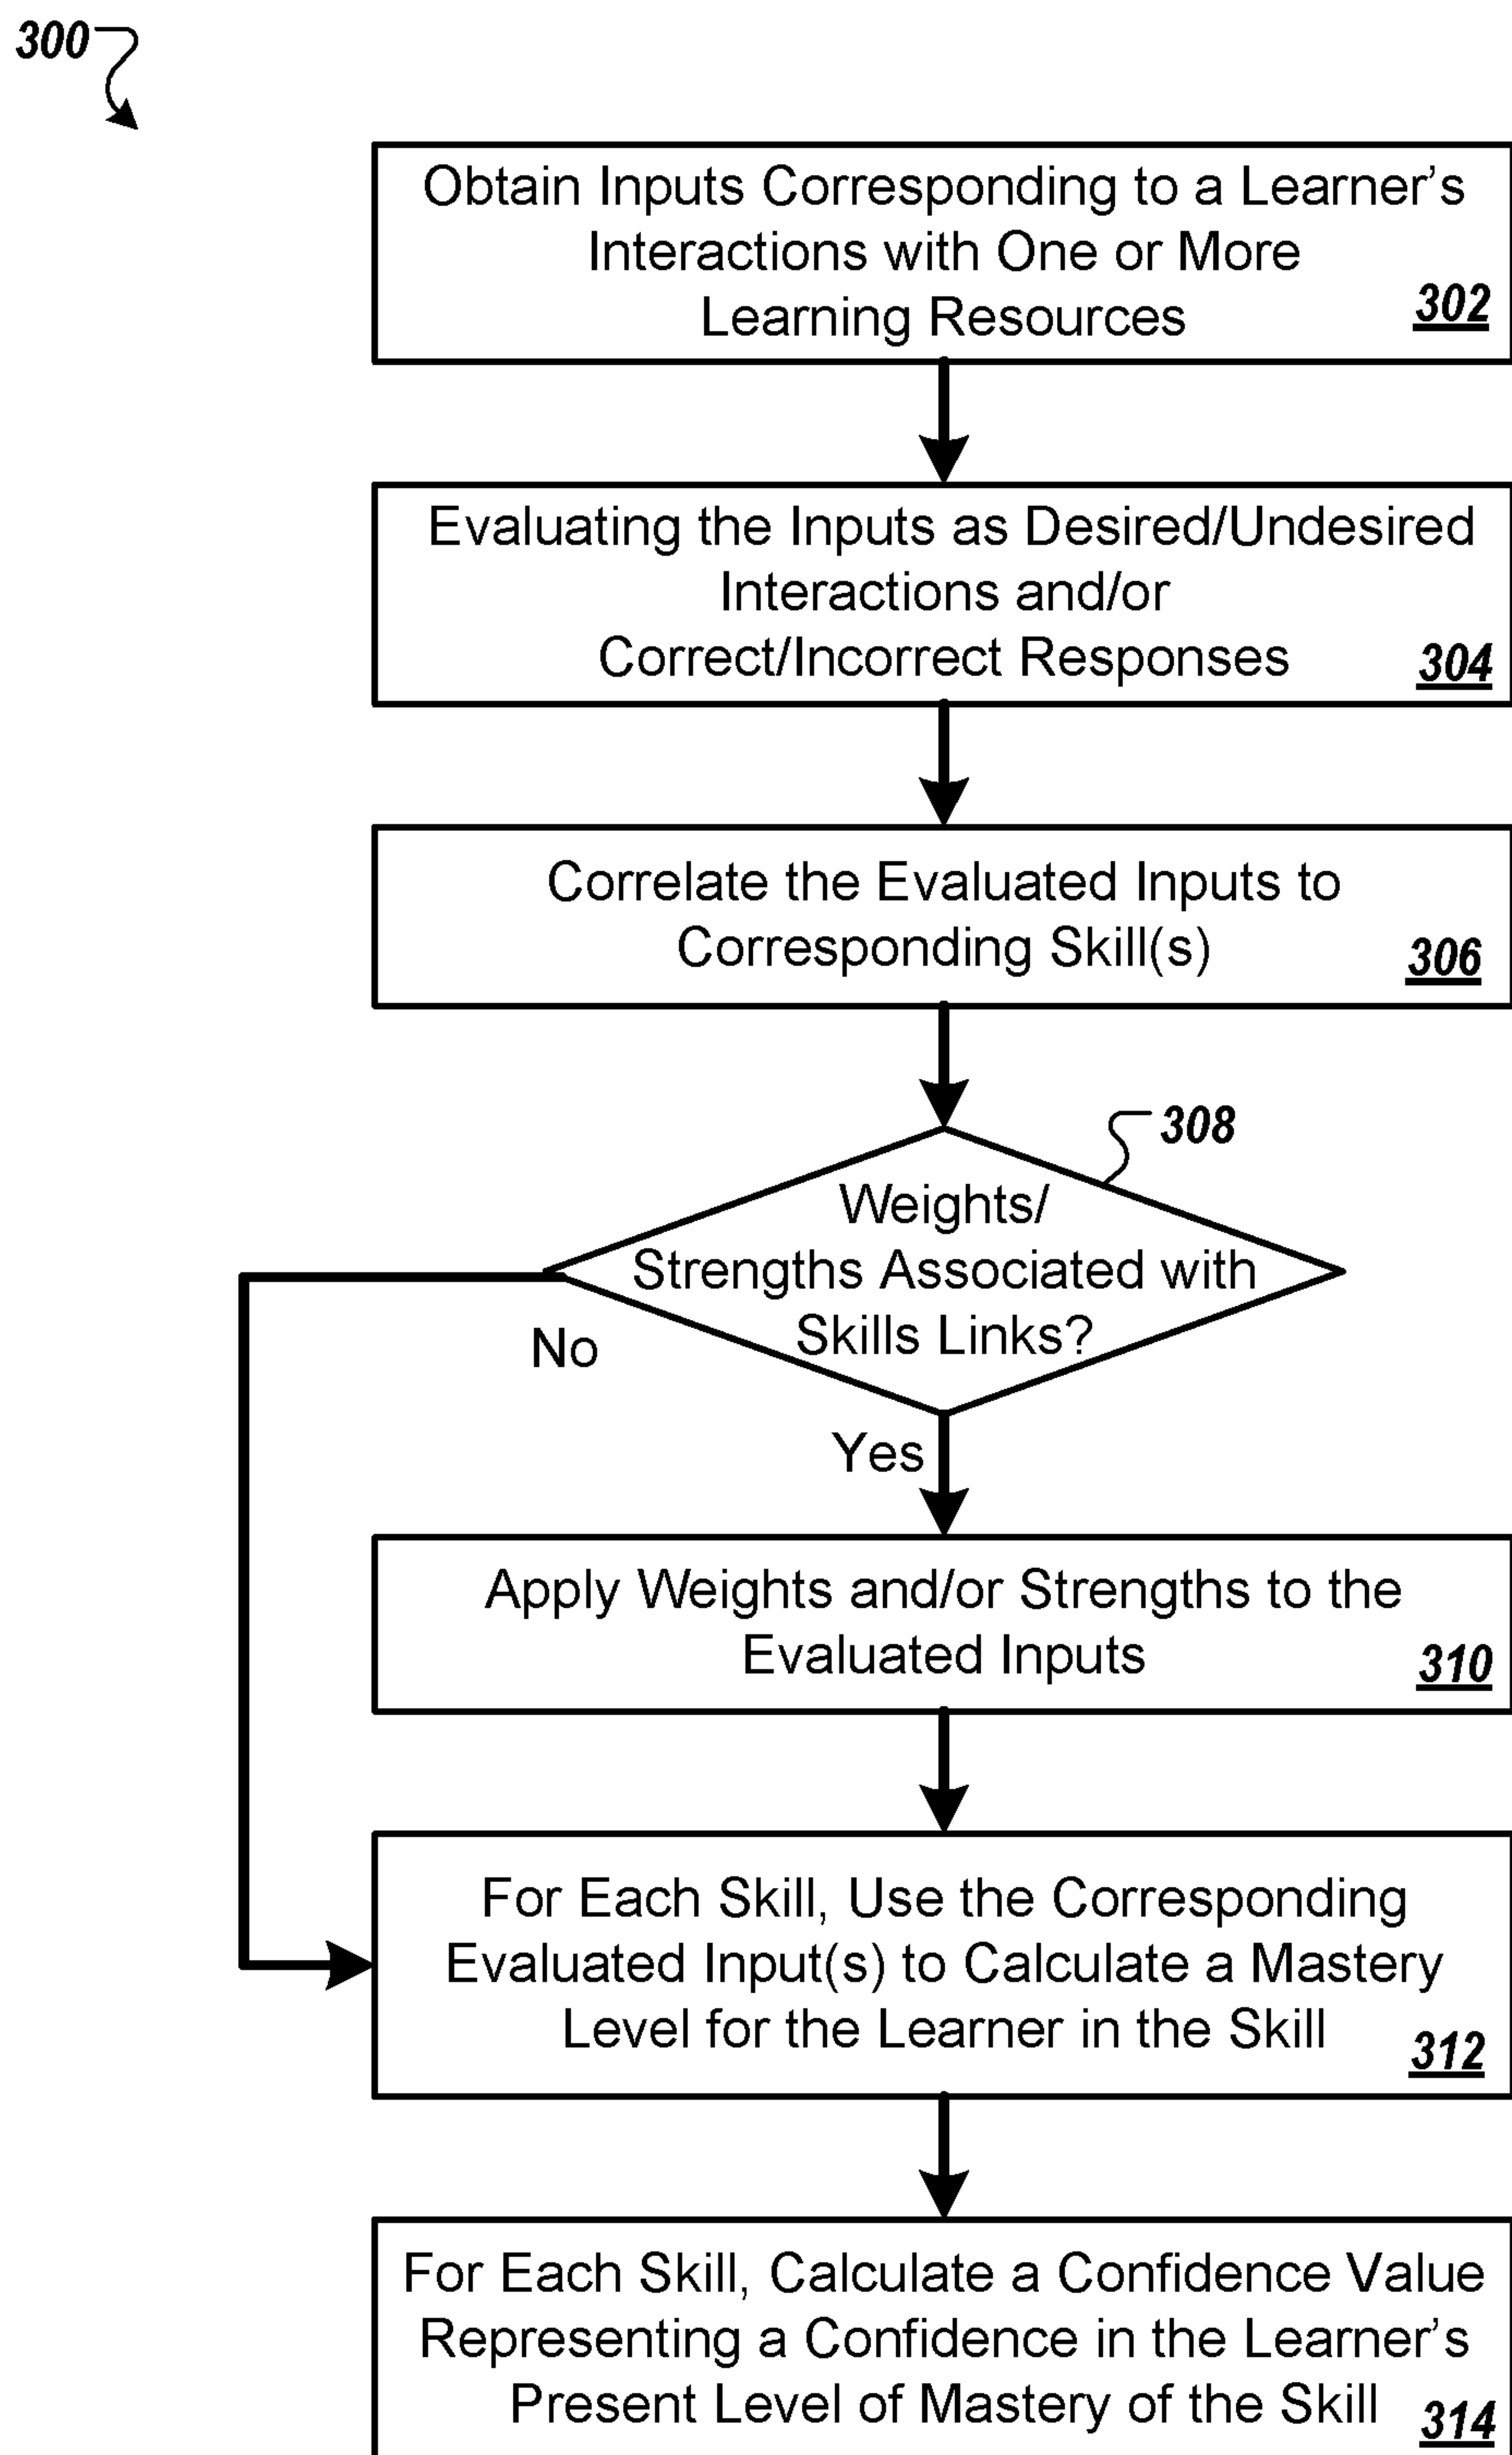 300
Obtain Inputs Corresponding to a Learner’s
Interactions with One or More
Learning Resources
302
Evaluating the Inputs as Desired/Undesired
Interactions and/or
Correct/Incorrect Responses
304
Correlate the Evaluated Inputs to
Corresponding Skill(s)
306
308
Weights/
Strengths Associated with
Skills Links?
No
Yes
Apply Weights and/or Strengths to the
Evaluated Inputs
310
For Each Skill, Use the Corresponding
Evaluated Input(s) to Calculate a Mastery
Level for the Learner in the Skill
312
For Each Skill, Calculate a Confidence Value
Representing a Confidence in the Learner’s
Present Level of Mastery of the Skill
314